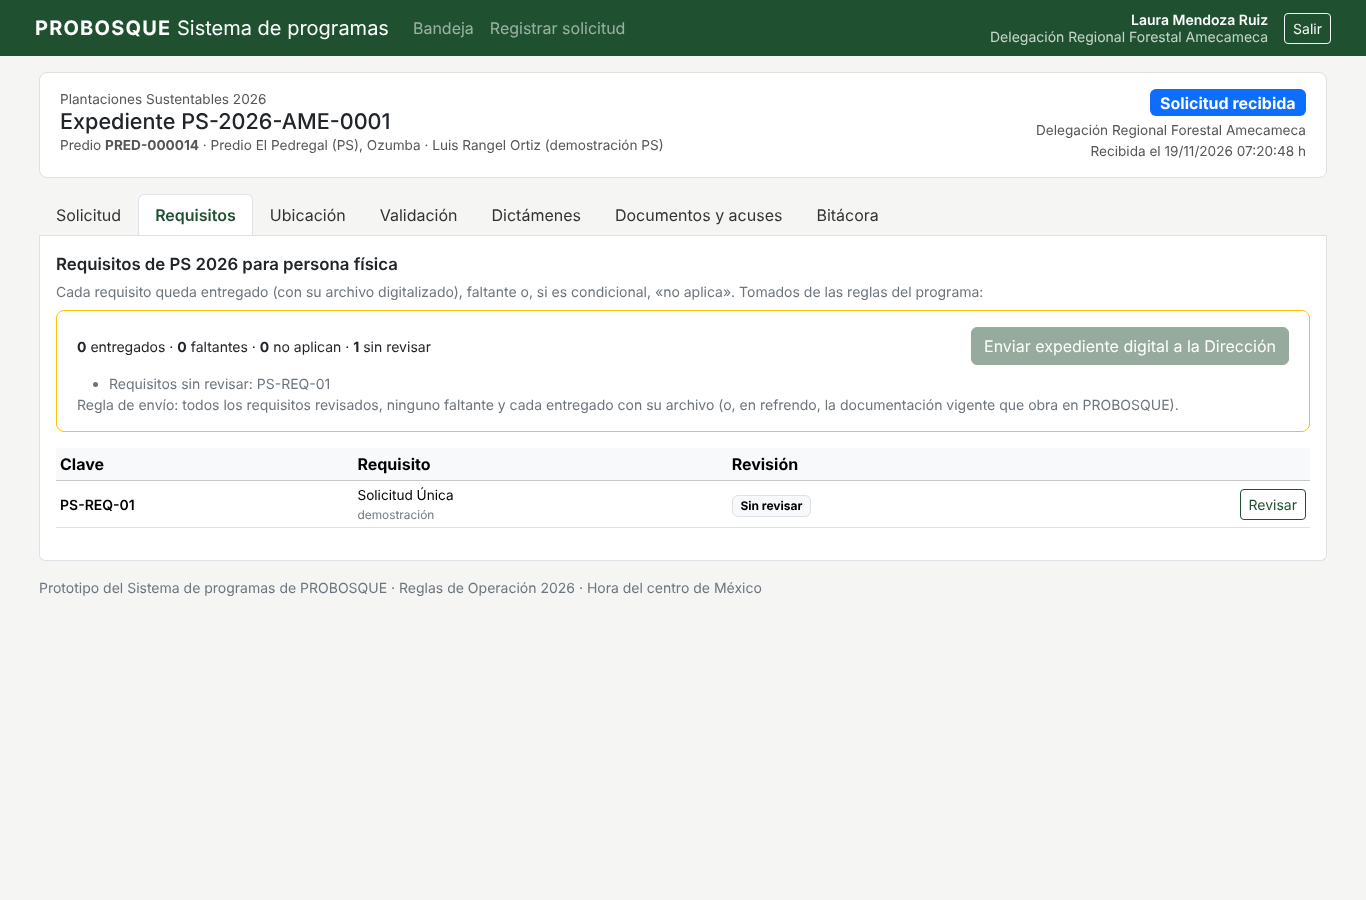 PROBOSQUE Sistema de programas Bandeja Registrar solicitud
Laura Mendoza Ruiz
Delegación Regional Forestal Amecameca
Salir
Plantaciones Sustentables 2026
Expediente PS-2026-AME-0001
Predio PRED-000014 · Predio El Pedregal (PS), Ozumba · Luis Rangel Ortiz (demostración PS)
Solicitud recibida
Delegación Regional Forestal Amecameca
Recibida el 19/11/2026 07:20:48 h
Solicitud Requisitos Ubicación Validación Dictámenes Documentos y acuses Bitácora
Requisitos de PS 2026 para persona física
Cada requisito queda entregado (con su archivo digitalizado), faltante o, si es condicional, «no aplica». Tomados de las reglas del programa:
0 entregados · 0 faltantes · 0 no aplican · 1 sin revisar
Enviar expediente digital a la Dirección
• Requisitos sin revisar: PS-REQ-01
Regla de envío: todos los requisitos revisados, ninguno faltante y cada entregado con su archivo (o, en refrendo, la documentación vigente que obra en PROBOSQUE).
Clave Requisito Revisión
PS-REQ-01 Solicitud Única Sin revisar Revisar
demostración
Prototipo del Sistema de programas de PROBOSQUE · Reglas de Operación 2026 · Hora del centro de México